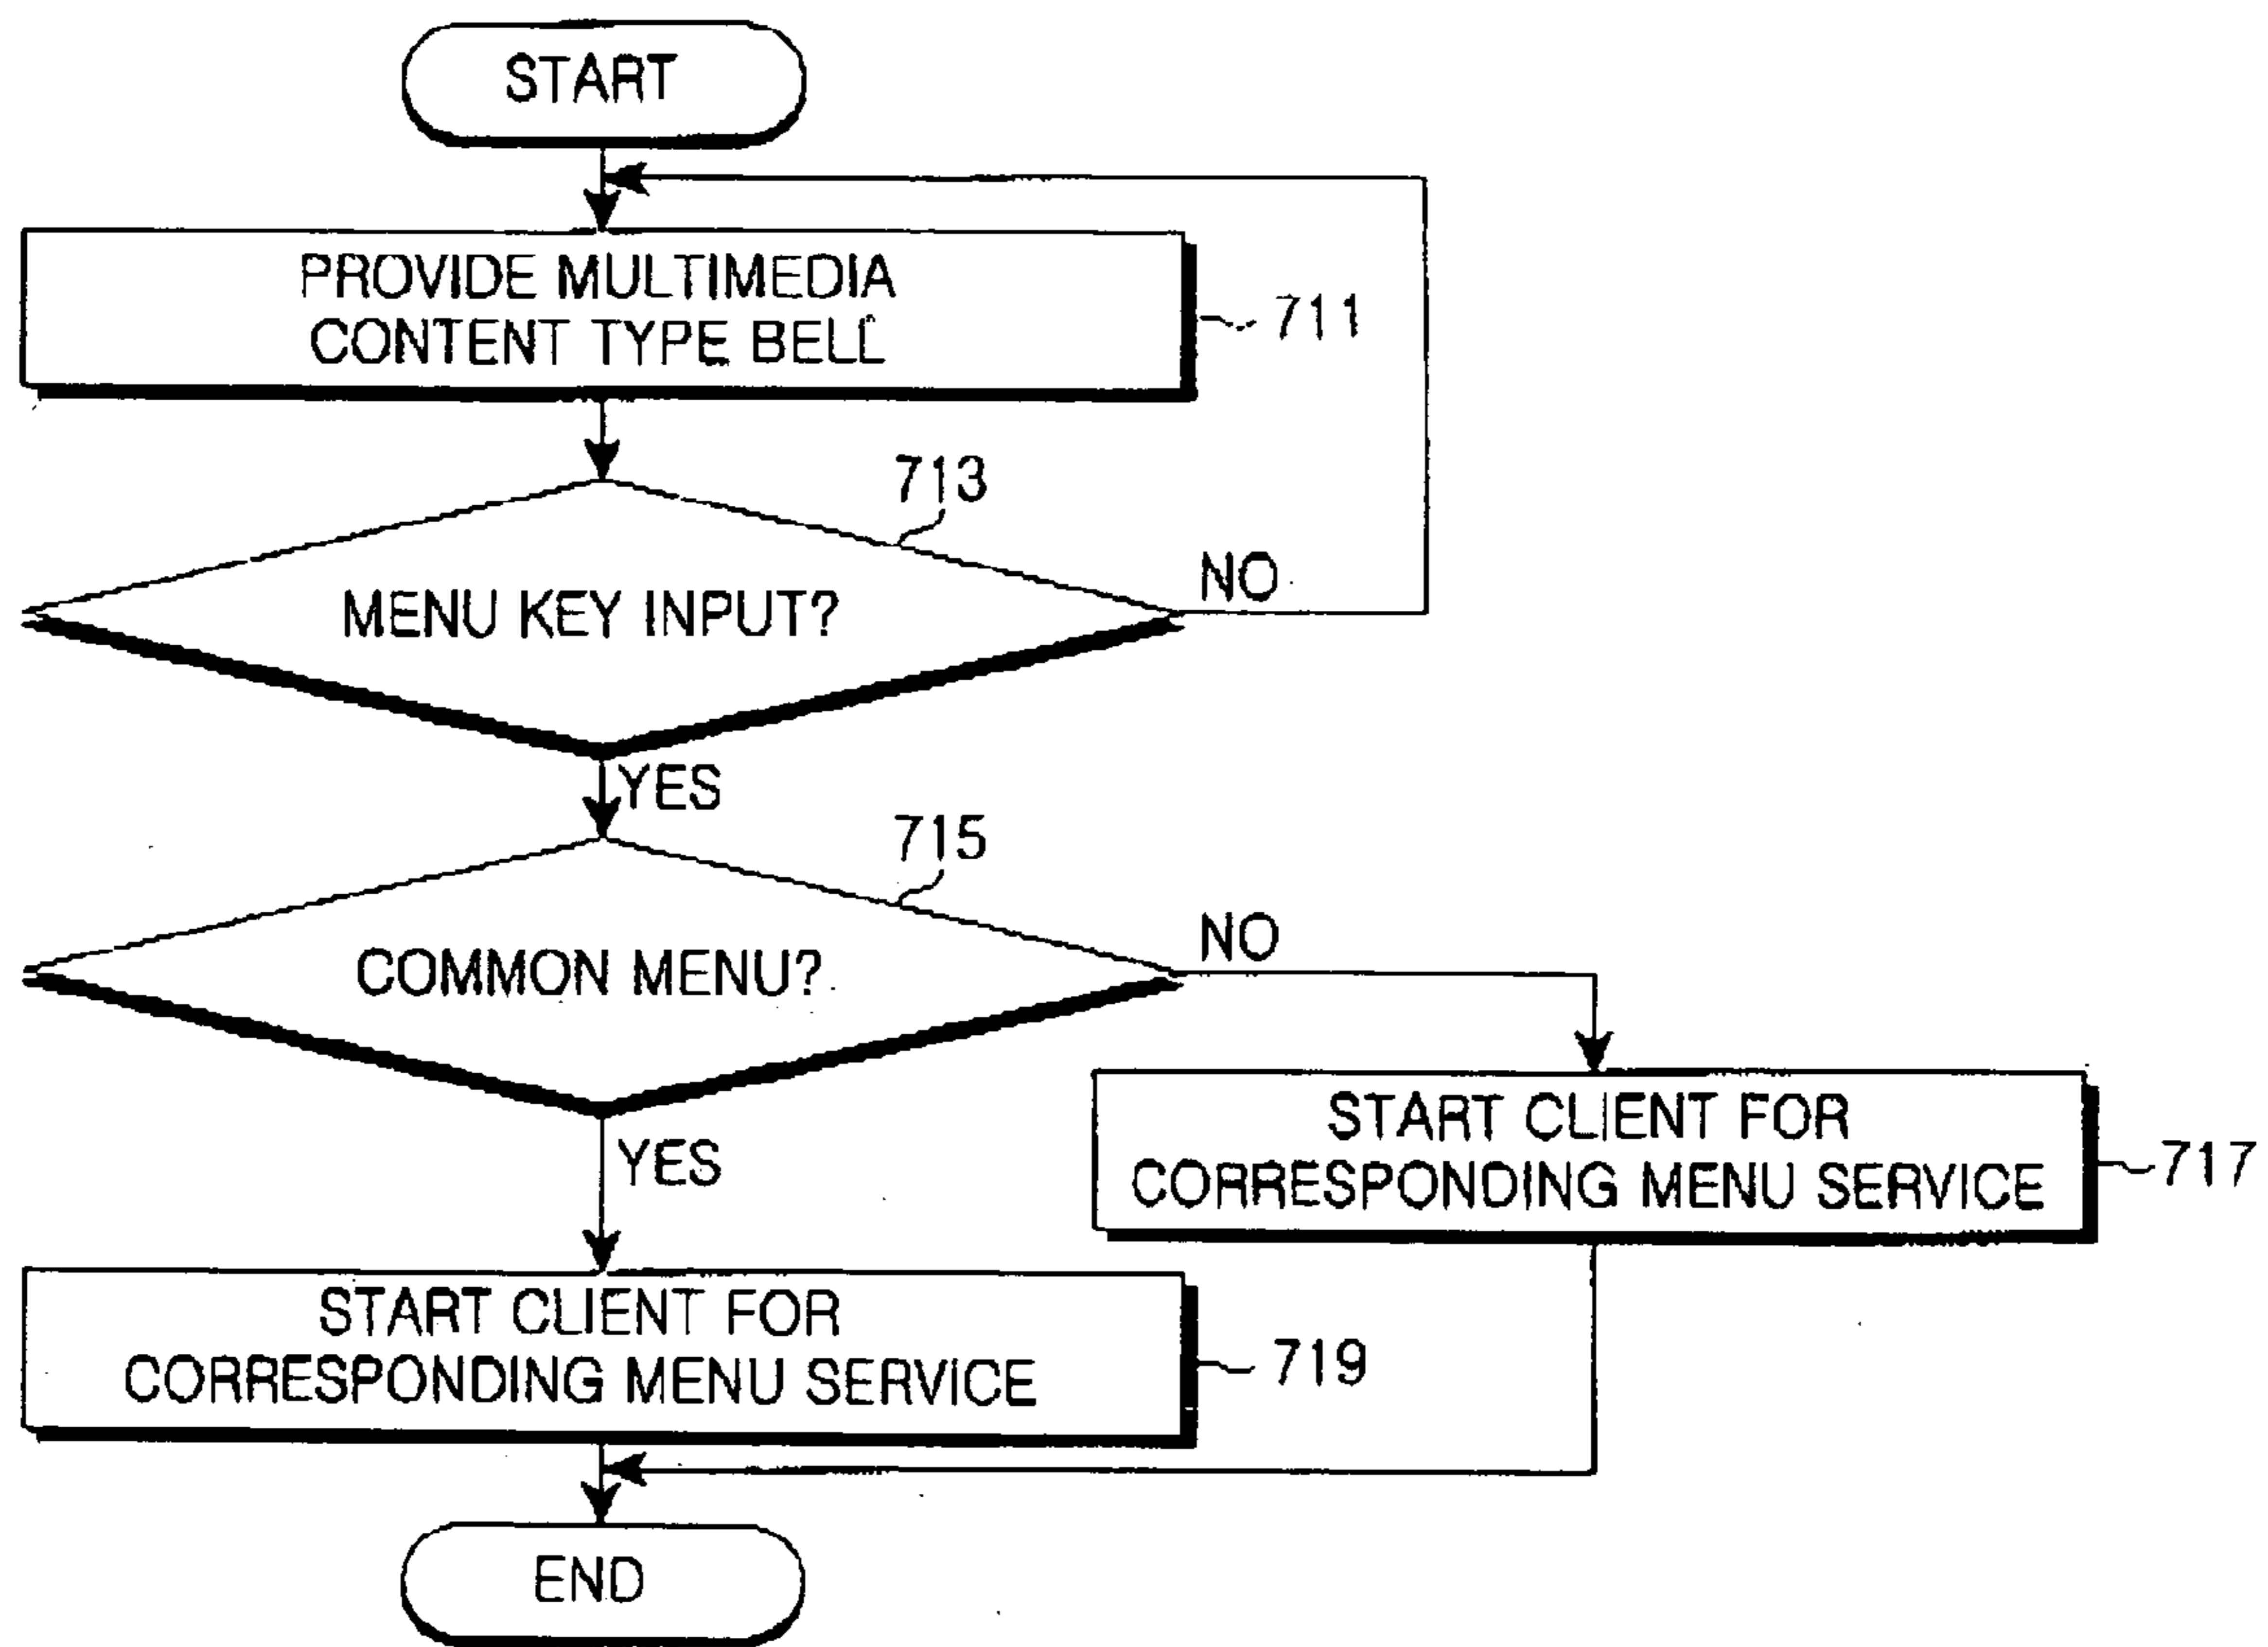 START
PROVIDE MULTIMEDIA
CONTENT TYPE BELL
711
713
MENU KEY INPUT?
NO
YES
715
COMMON MENU?
NO
YES
START CLIENT FOR
CORRESPONDING MENU SERVICE
717
START CLIENT FOR
CORRESPONDING MENU SERVICE
719
END